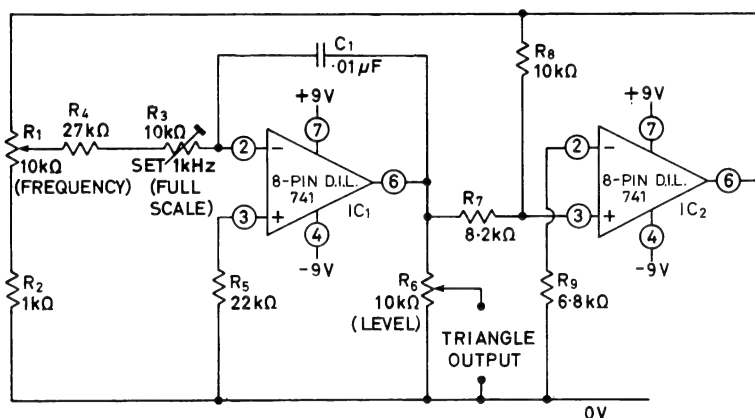 C1
.01µF
R8
10kΩ
+9V
+9V
R4
27kΩ
R3
10kΩ
R1
10kΩ
(FREQUENCY)
SET 1kHz
(FULL
SCALE)
7
2
−
8-PIN D.I.L.
741
6
IC1
3
+
4
−9V
R7
8·2kΩ
7
2
−
8-PIN D.I.L.
741
6
IC2
3
+
4
−9V
R2
1kΩ
R5
22kΩ
R6
10kΩ
(LEVEL)
R9
6·8kΩ
TRIANGLE
OUTPUT
0V